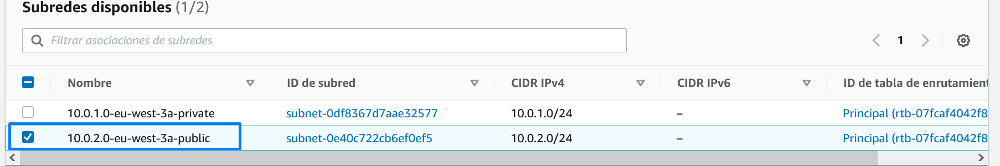 Subredes disponibles (1/2)
Filtrar asociaciones de subredes
1
Nombre ID de subred CIDR IPv4 CIDR IPv6 ID de tabla de enrutamient
10.0.1.0-eu-west-3a-private subnet-0df8367d7aae32577 10.0.1.0/24 – Principal (rtb-07fcaf4042f8
10.0.2.0-eu-west-3a-public subnet-0e40c722cb6ef0ef5 10.0.2.0/24 – Principal (rtb-07fcaf4042f8